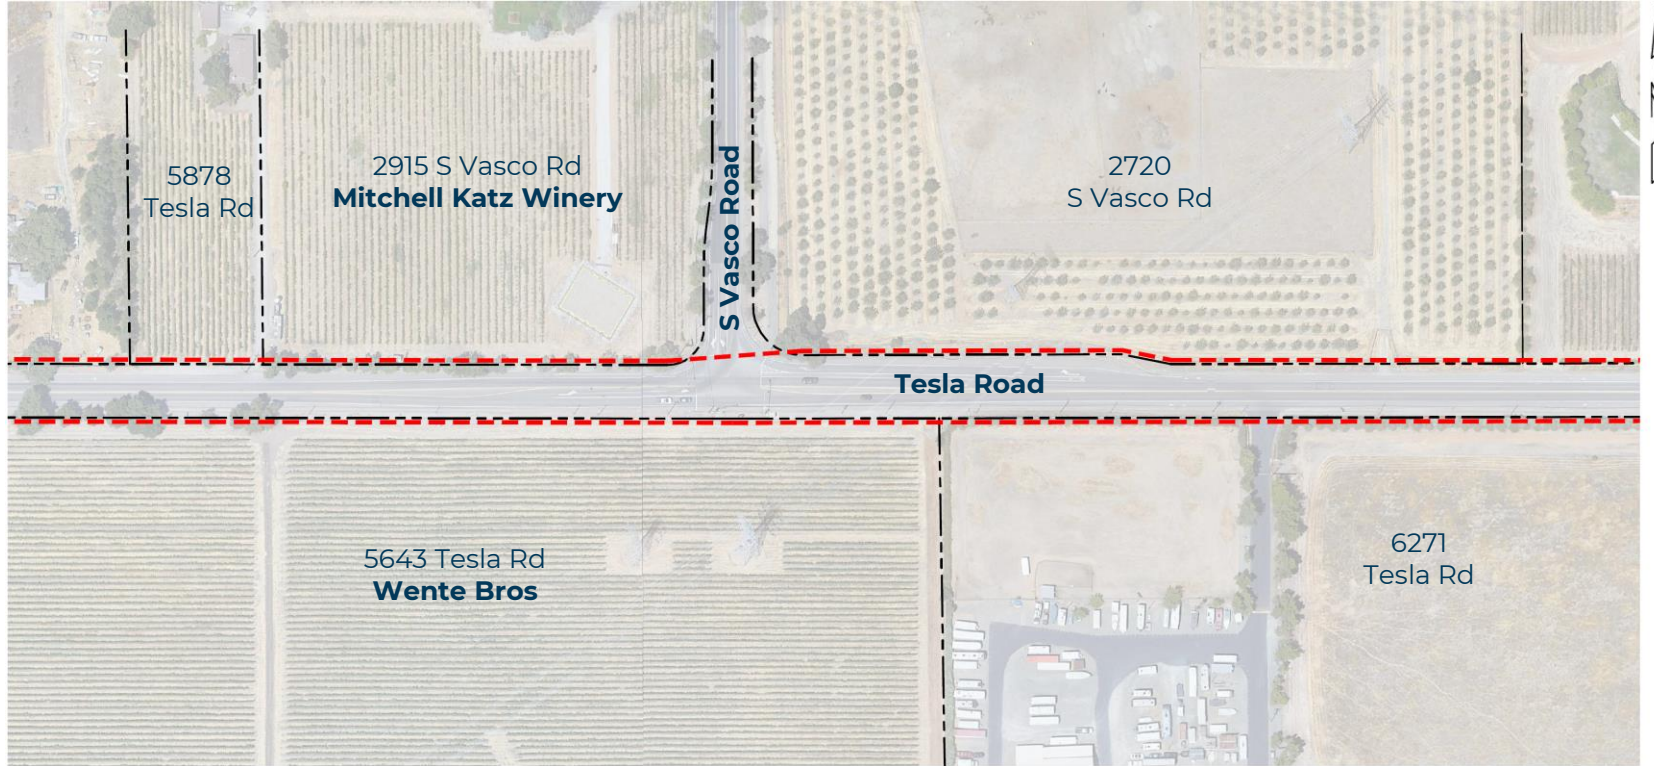 5878
Tesla Rd
2915 S Vasco Rd
Mitchell Katz Winery
S Vasco Road
2720
S Vasco Rd
Tesla Road
5643 Tesla Rd
Wente Bros
6271
Tesla Rd